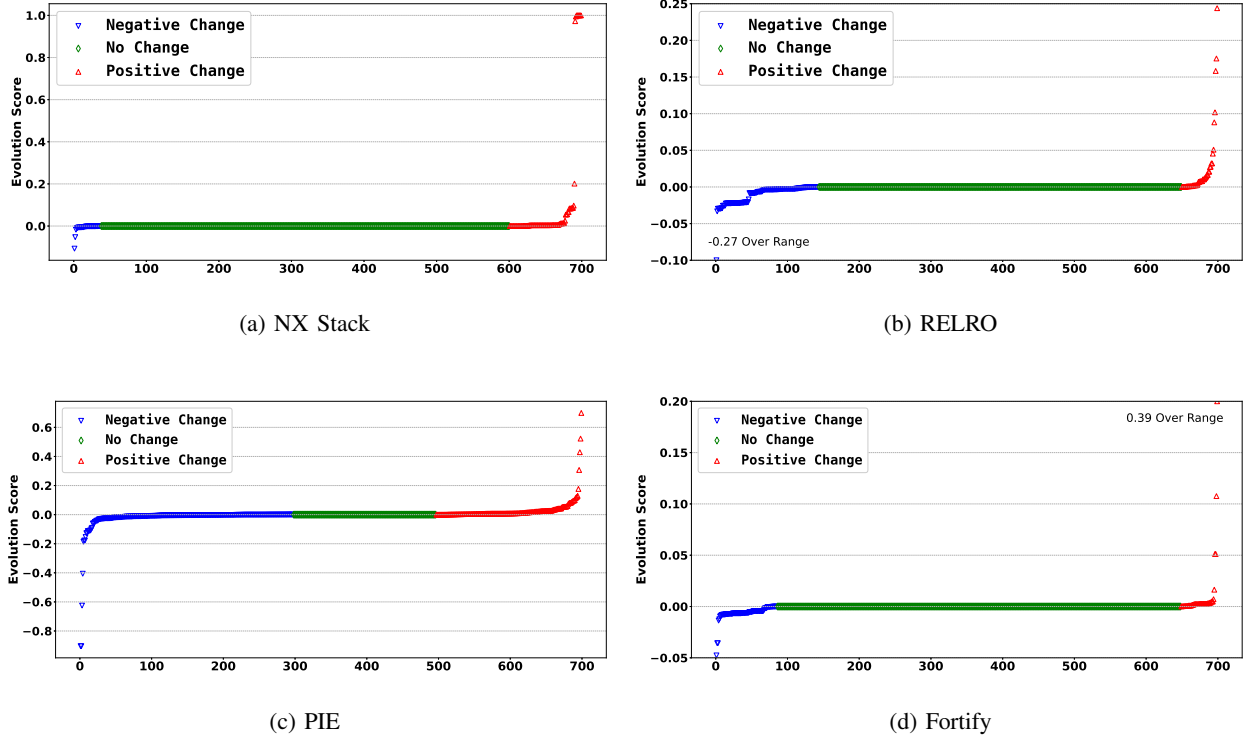 1.0
0.8
0.6
0.4
0.2
0.0
Evolution Score
Negative Change
No Change
Positive Change
0 100 200 300 400 500 600 700
(a) NX Stack
0.25
0.20
0.15
0.10
0.05
0.00
−0.05
−0.10
Evolution Score
Negative Change
No Change
Positive Change
-0.27 Over Range
0 100 200 300 400 500 600 700
(b) RELRO
0.6
0.4
0.2
0.0
−0.2
−0.4
−0.6
−0.8
Evolution Score
Negative Change
No Change
Positive Change
0 100 200 300 400 500 600 700
(c) PIE
0.20
0.15
0.10
0.05
0.00
−0.05
Evolution Score
Negative Change
No Change
Positive Change
0.39 Over Range
0 100 200 300 400 500 600 700
(d) Fortify